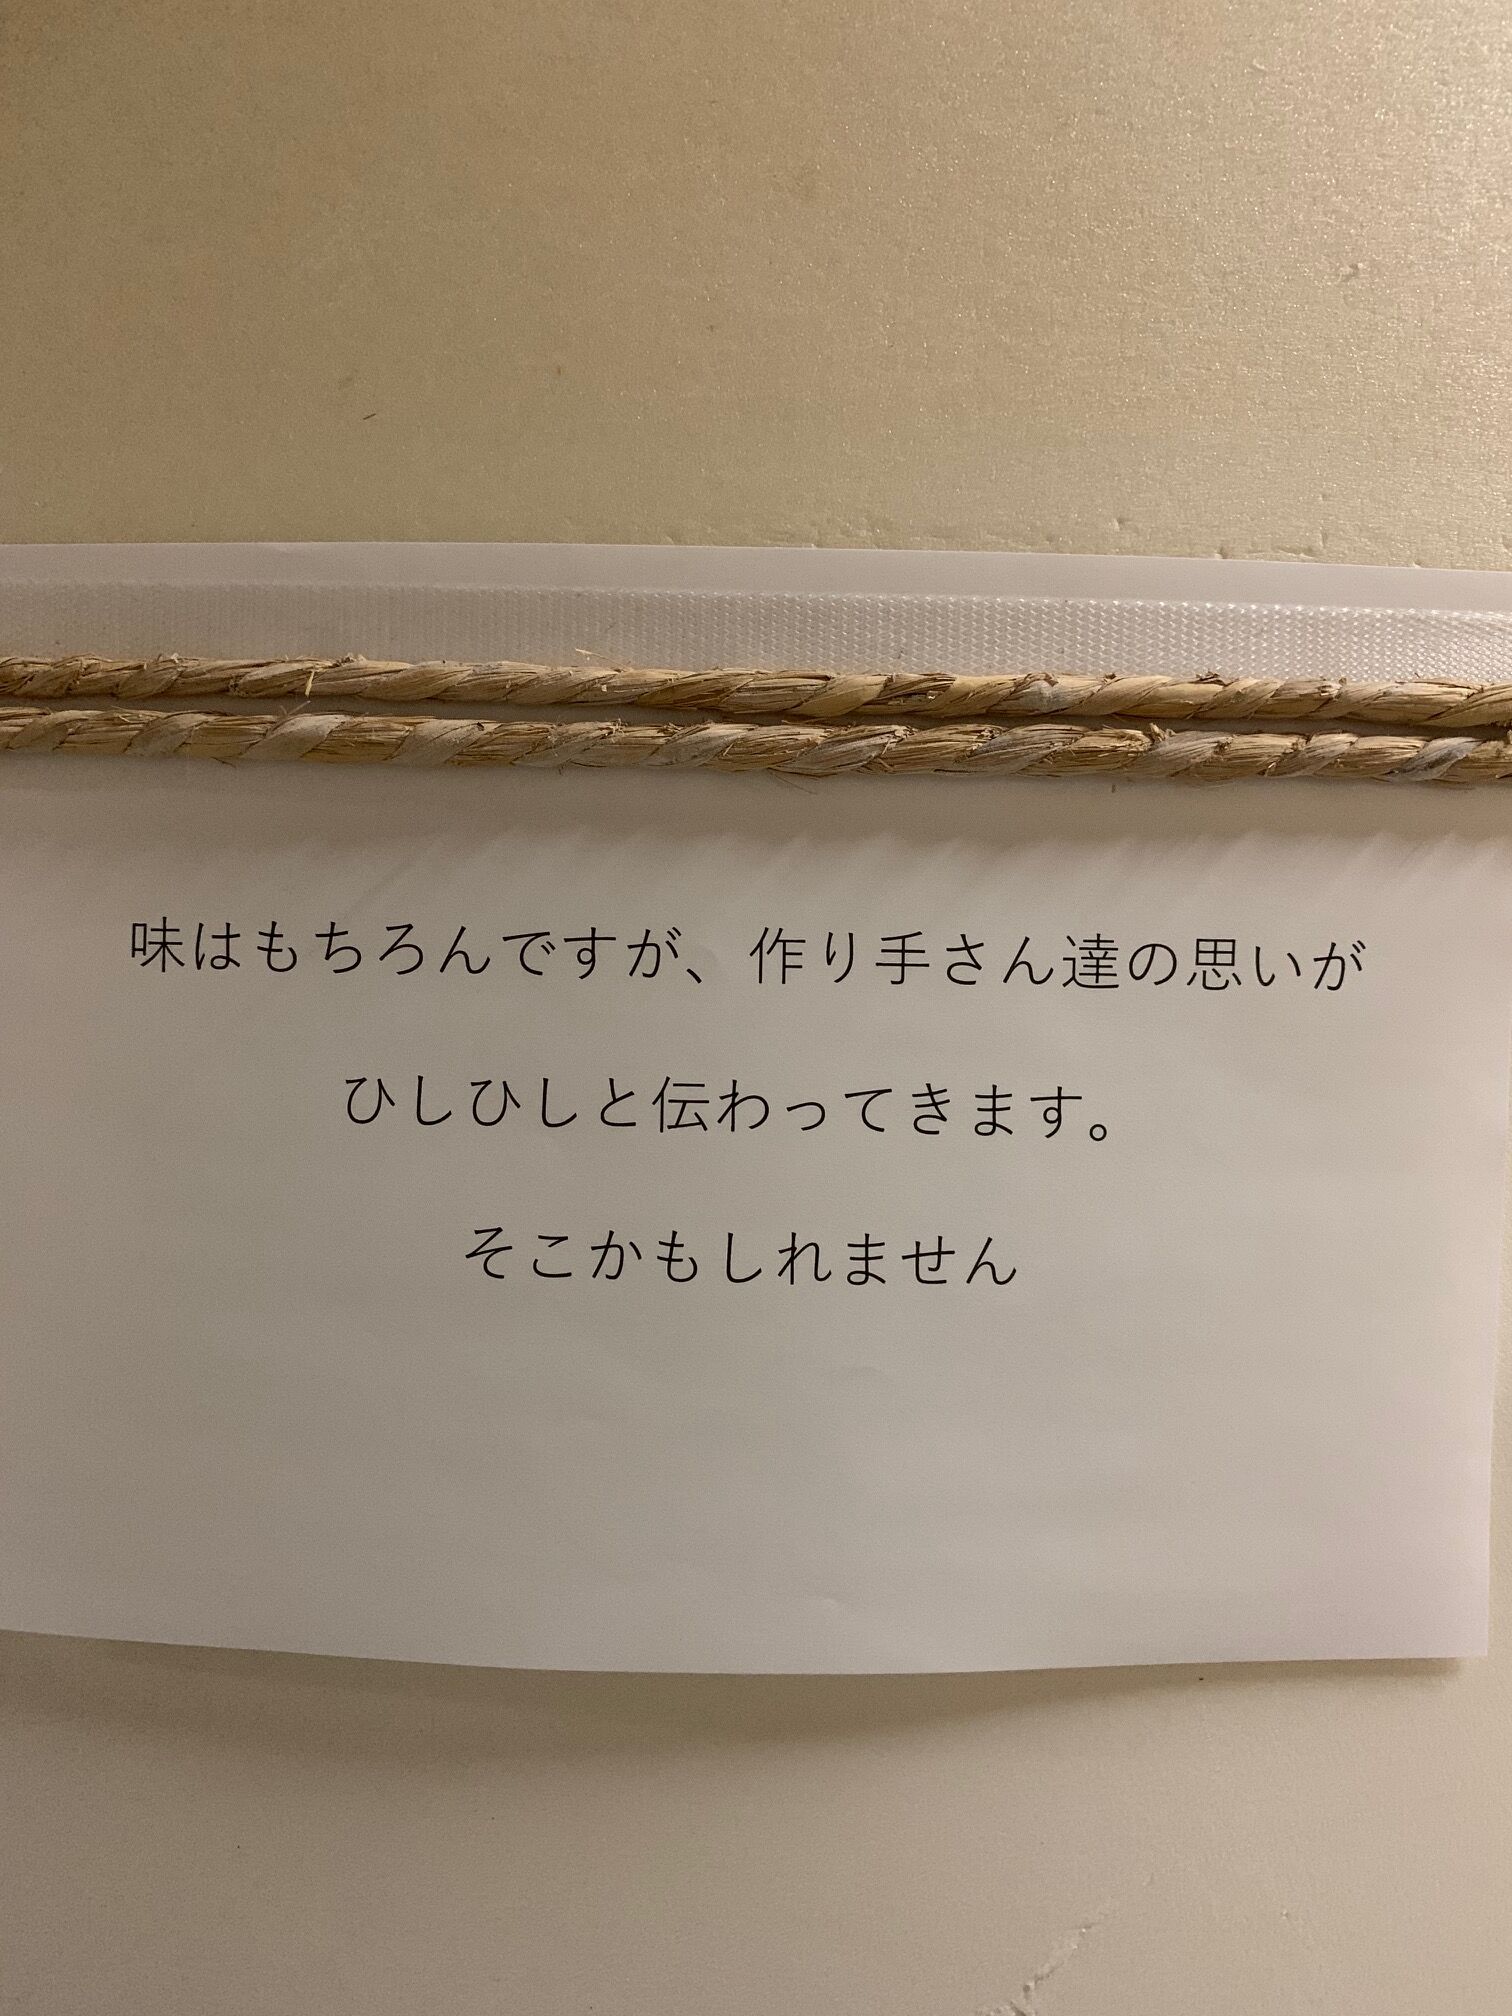 味はもちろんですが、作り手さん達の思いが
ひしひしと伝わってきます。
そこかもしれません